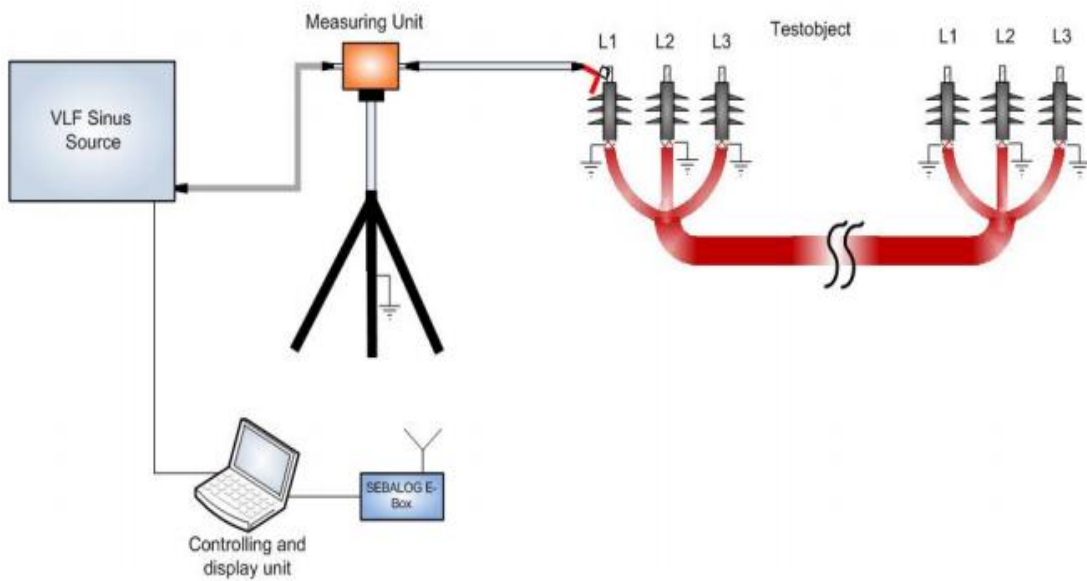 Measuring Unit
L1 L2 L3
Testobject
L1 L2 L3
VLF Sinus
Source
SEBALOG E-
Box
Controlling and
display unit